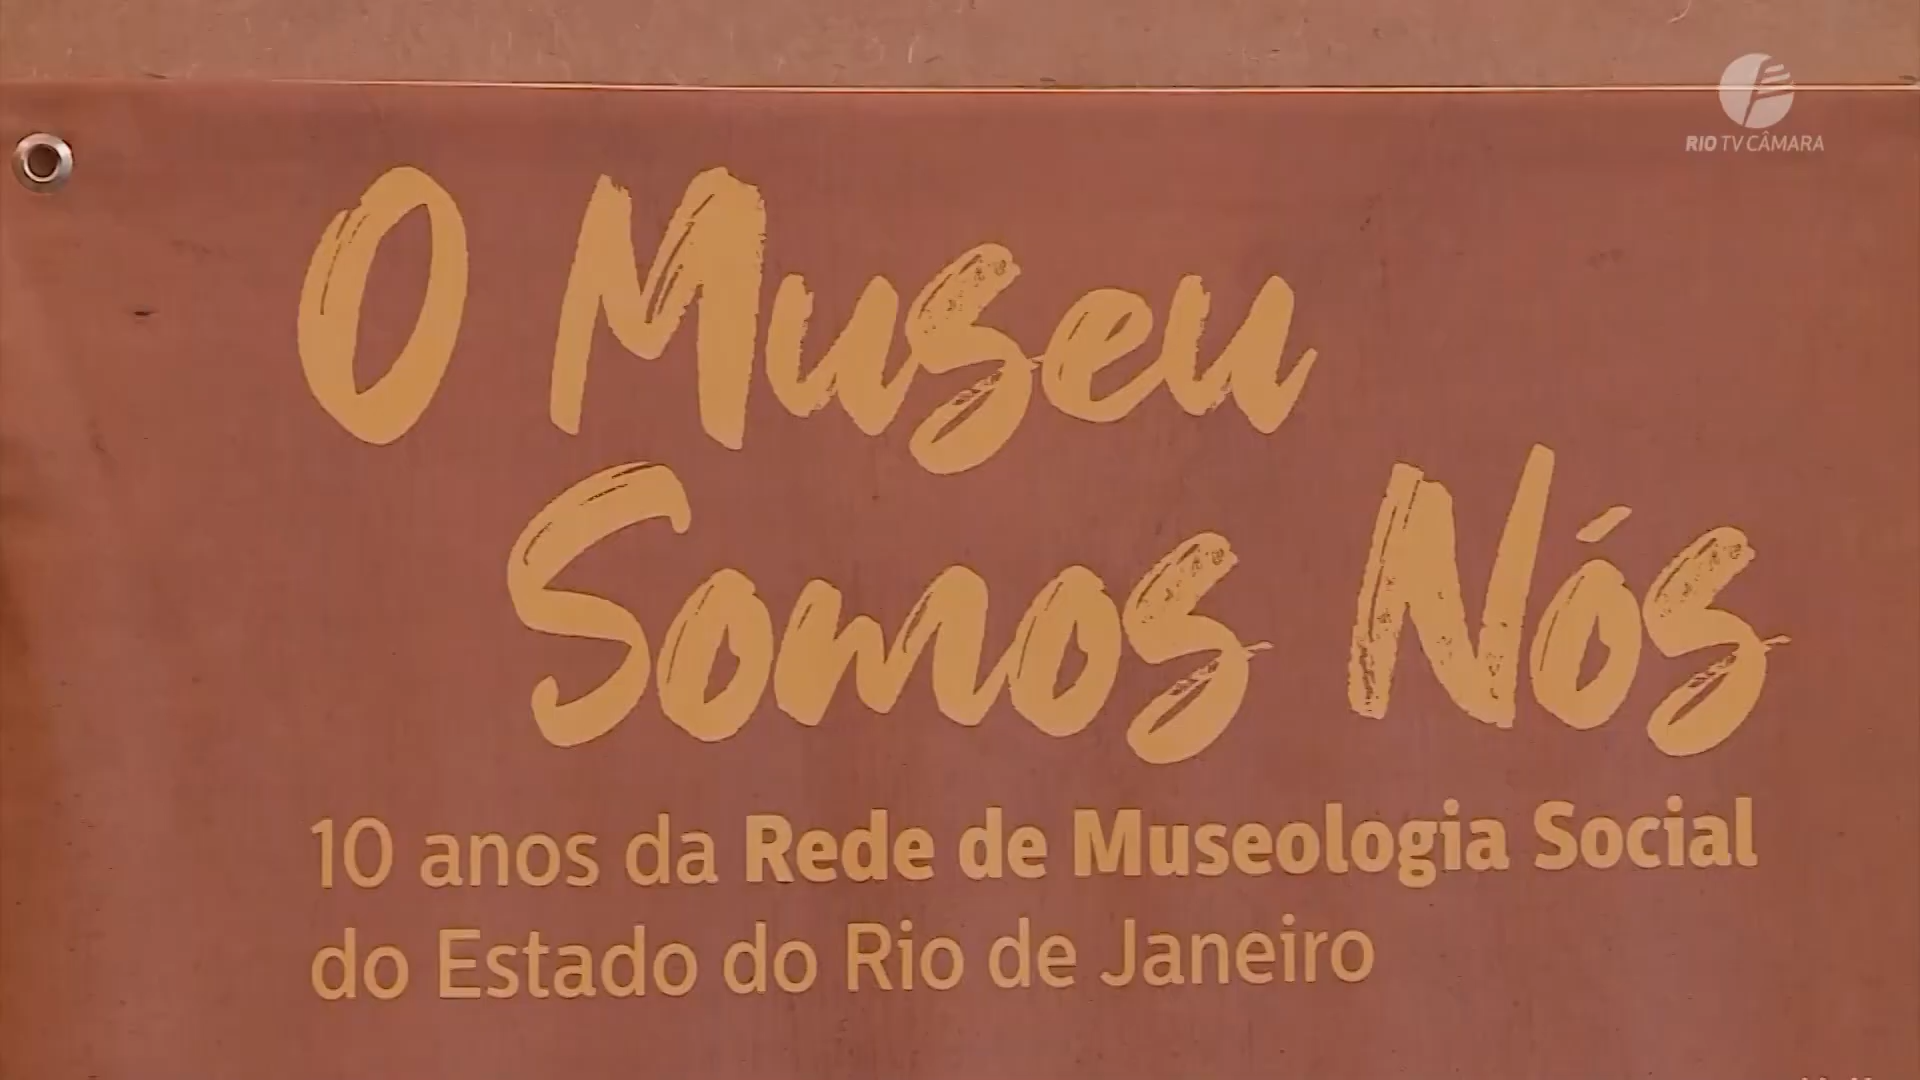 RIO TV CÂMARA
O Museu
Somos Nós
10 anos da Rede de Museologia Social
do Estado do Rio de Janeiro